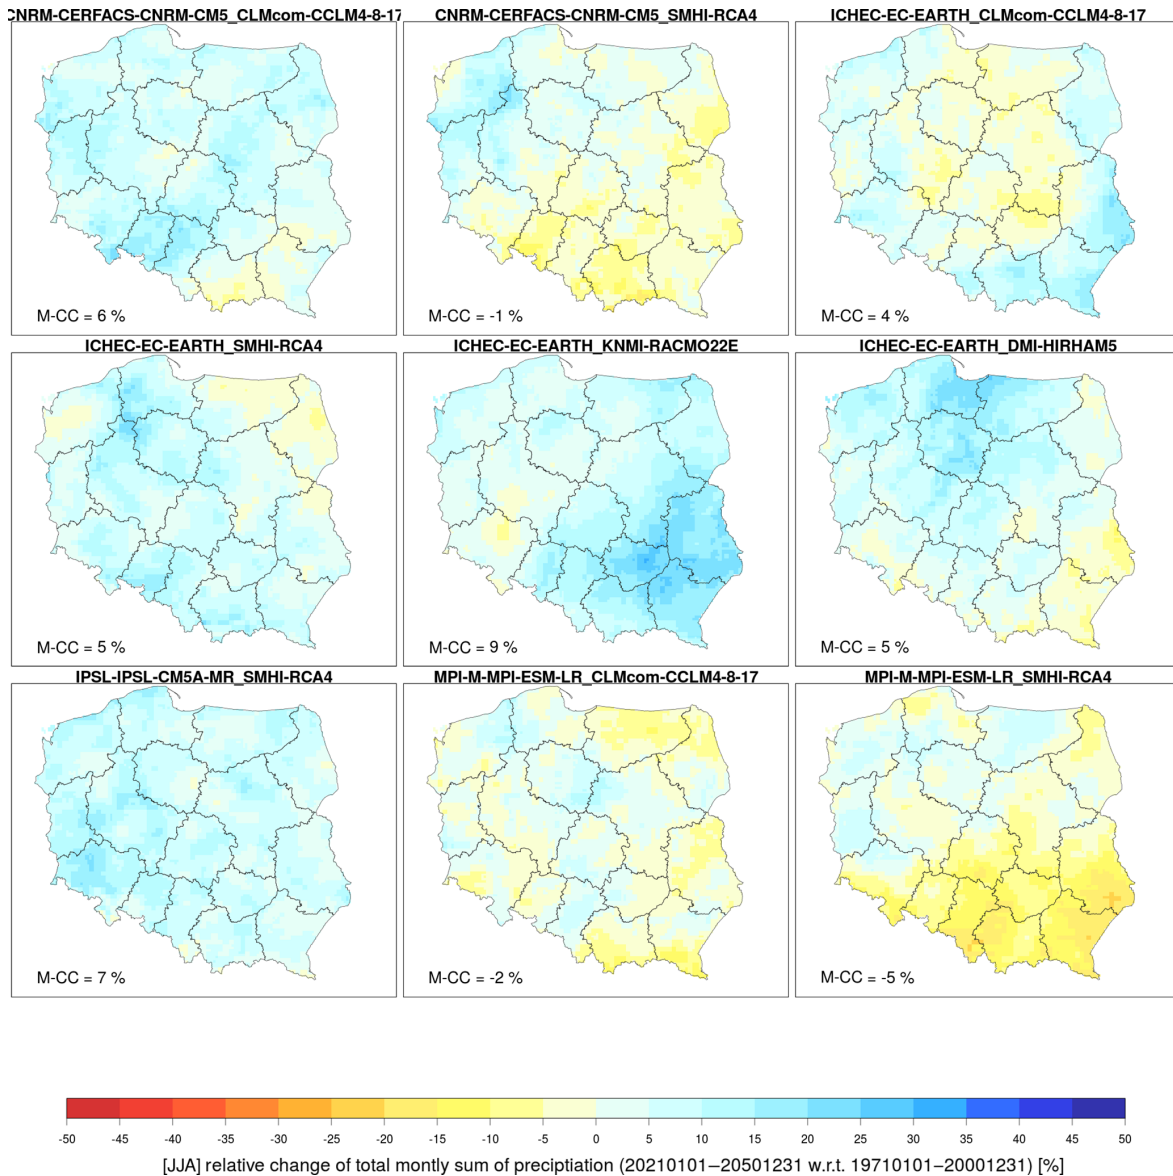 CNRM-CERFACS-CNRM-CM5_CLMcom-CCLM4-8-17
CNRM-CERFACS-CNRM-CM5_SMHI-RCA4
ICHEC-EC-EARTH_CLMcom-CCLM4-8-17
M-CC = 6 %
M-CC = -1 %
M-CC = 4 %
ICHEC-EC-EARTH_SMHI-RCA4
ICHEC-EC-EARTH_KNMI-RACMO22E
ICHEC-EC-EARTH_DMI-HIRHAM5
M-CC = 5 %
M-CC = 9 %
M-CC = 5 %
IPSL-IPSL-CM5A-MR_SMHI-RCA4
MPI-M-MPI-ESM-LR_CLMcom-CCLM4-8-17
MPI-M-MPI-ESM-LR_SMHI-RCA4
M-CC = 7 %
M-CC = -2 %
M-CC = -5 %
-50 -45 -40 -35 -30 -25 -20 -15 -10 -5 0 5 10 15 20 25 30 35 40 45 50
[JJA] relative change of total montly sum of preciptiation (20210101−20501231 w.r.t. 19710101−20001231) [%]